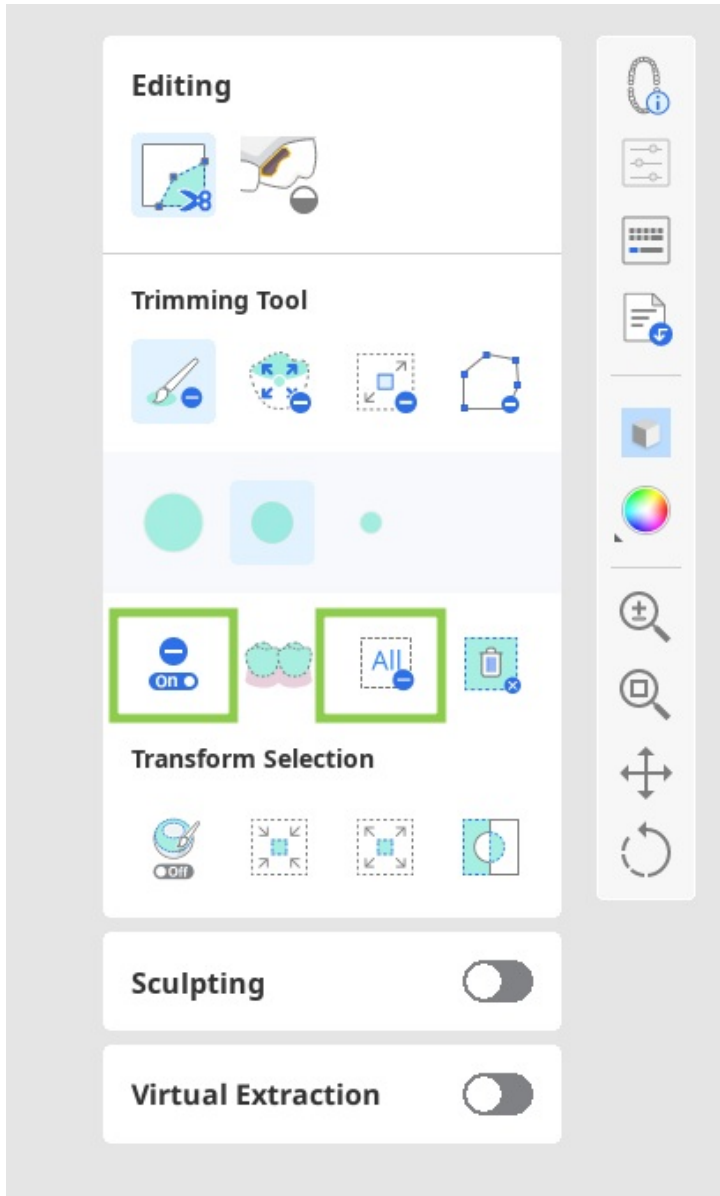 Editing
Trimming Tool
On
All
Transform Selection
Off
Sculpting
Virtual Extraction